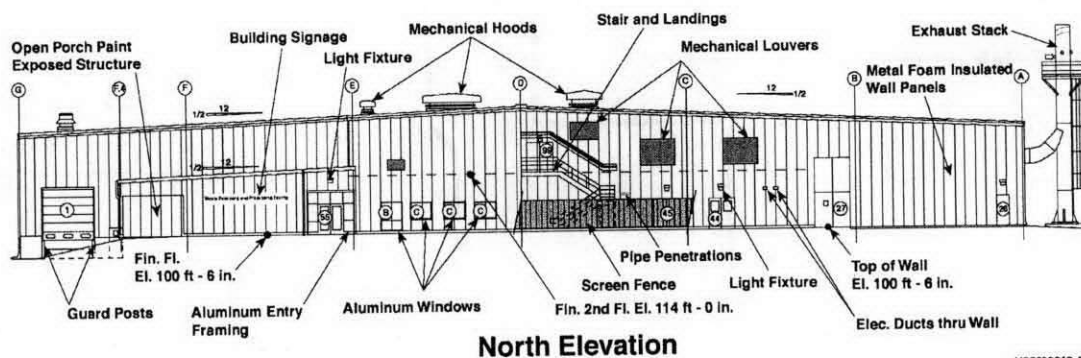 Mechanical Hoods
Stair and Landings
Open Porch Paint
Exposed Structure
Building Signage
Light Fixture
Mechanical Louvers
Exhaust Stack
Metal Foam Insulated
Wall Panels
G
F.4
F
E
D
C
B
A
12
1/2
12
1/2
12
1/2
99
1
55
B
C
C
C
45
44
27
26
Fin. Fl.
El. 100 ft - 6 in.
Guard Posts
Aluminum Entry
Framing
Aluminum Windows
Fin. 2nd Fl. El. 114 ft - 0 in.
Screen Fence
Pipe Penetrations
Light Fixture
Top of Wall
El. 100 ft - 6 in.
Elec. Ducts thru Wall
North Elevation